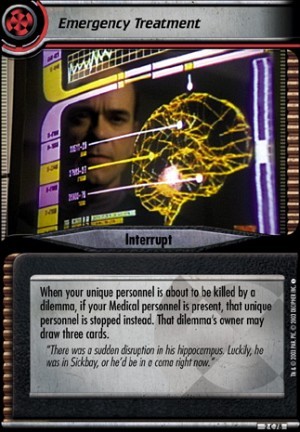 Emergency Treatment
Interrupt
When your unique personnel is about to be killed by a
dilemma, if your Medical personnel is present, that unique
personnel is stopped instead. That dilemma's owner may
draw three cards.
"There was a sudden disruption in his hippocampus. Luckily, he
was in Sickbay, or he'd be in a coma right now."